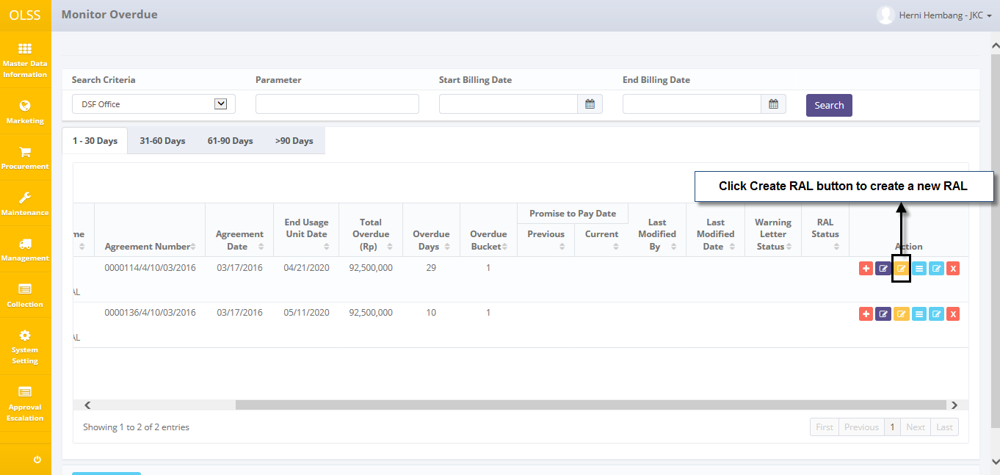 OLSS
Monitor Overdue
Herni Hembang - JKC
Master Data
Information
Marketing
Procurement
Maintenance
Management
Collection
System
Setting
Approval
Escalation
Search Criteria
Parameter
Start Billing Date
End Billing Date
DSF Office
Search
1 - 30 Days
31-60 Days
61-90 Days
>90 Days
Click Create RAL button to create a new RAL
me
Agreement Number
Agreement
Date
End Usage
Unit Date
Total
Overdue
(Rp)
Overdue
Days
Overdue
Bucket
Promise to Pay Date
Previous
Current
Last
Modified
By
Last
Modified
Date
Warning
Letter
Status
RAL
Status
Action
0000114/4/10/03/2016 03/17/2016 04/21/2020 92,500,000 29 1
AL
0000136/4/10/03/2016 03/17/2016 05/11/2020 92,500,000 10 1
AL
Showing 1 to 2 of 2 entries
First Previous 1 Next Last